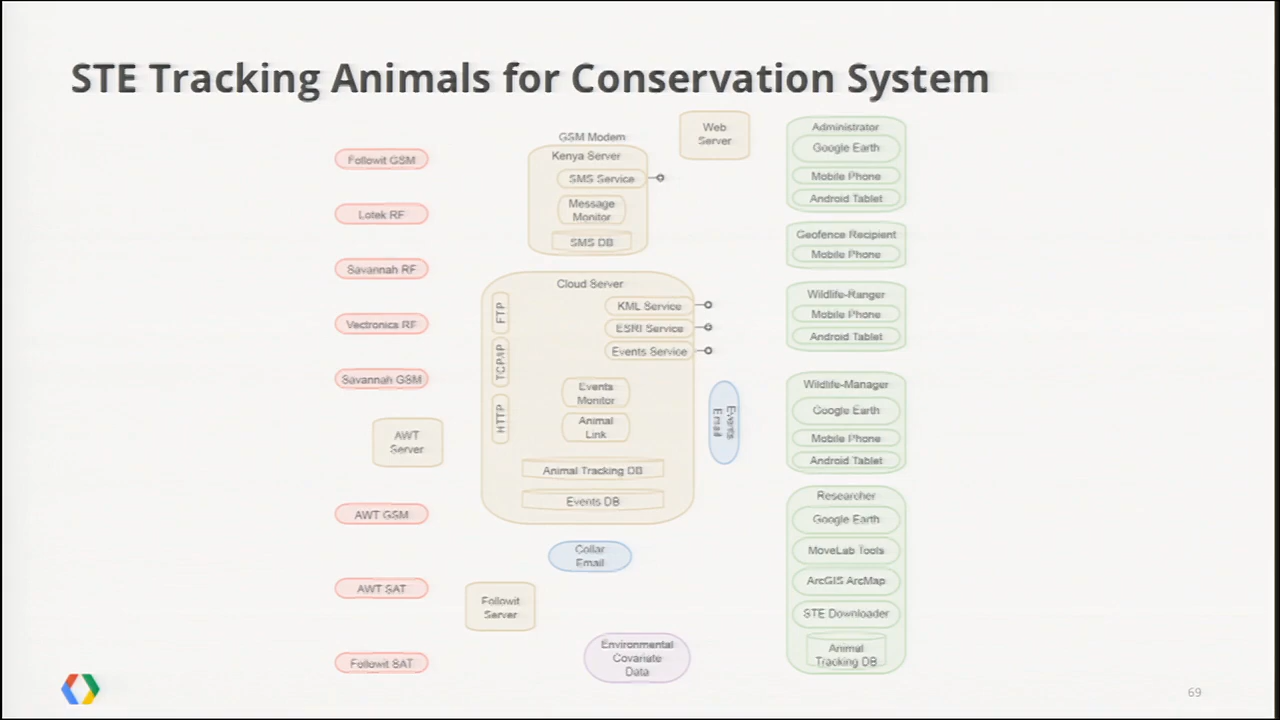 STE Tracking Animals for Conservation System
Followit GSM
Lotek RF
Savannah RF
Vectronics RF
Savannah GSM
AWT
Server
AWT GSM
AWT SAT
Followit SAT
GSM Modem
Kenya Server
SMS Service
Message
Monitor
SMS DB
Cloud Server
FTP
TCP/IP
HTTP
KML Service
ESRI Service
Events Service
Events
Monitor
Animal
Link
Animal Tracking DB
Events DB
Collar
Email
Followit
Server
Environmental
Covariate
Data
Web
Server
Events
Email
Administrator
Google Earth
Mobile Phone
Android Tablet
Geofence Recipient
Mobile Phone
Wildlife-Ranger
Mobile Phone
Android Tablet
Wildlife-Manager
Google Earth
Mobile Phone
Android Tablet
Researcher
Google Earth
MoveLab Tools
ArcGIS ArcMap
STE Downloader
Animal
Tracking DB
69